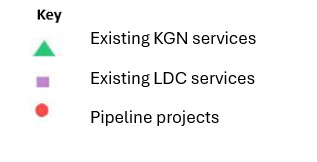 Key
Existing KGN services
Existing LDC services
Pipeline projects